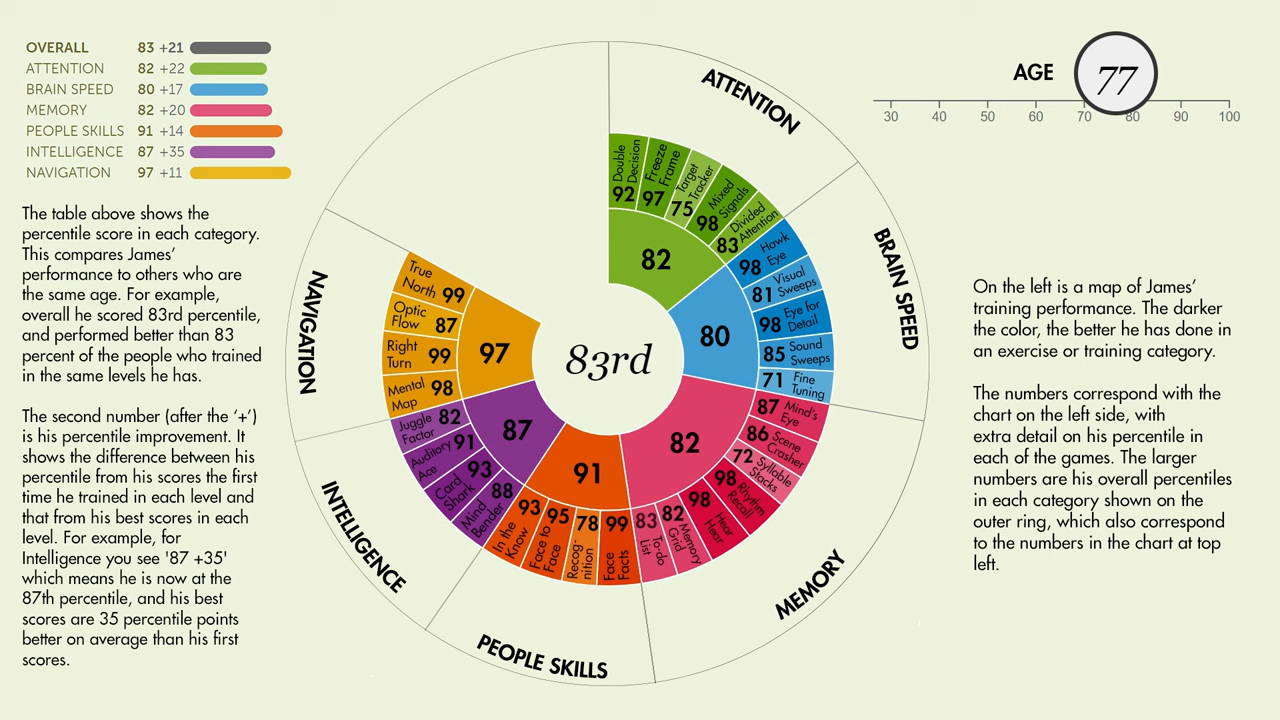 OVERALL 83 +21
ATTENTION 82 +22
BRAIN SPEED 80 +17
MEMORY 82 +20
PEOPLE SKILLS 91 +14
INTELLIGENCE 87 +35
NAVIGATION 97 +11
The table above shows the
percentile score in each category.
This compares James’
performance to others who are
the same age. For example,
overall he scored 83rd percentile,
and performed better than 83
percent of the people who trained
in the same levels he has.
The second number (after the ‘+’)
is his percentile improvement. It
shows the difference between his
percentile from his scores the first
time he trained in each level and
that from his best scores in each
level. For example, for
Intelligence you see '87 +35'
which means he is now at the
87th percentile, and his best
scores are 35 percentile points
better on average than his first
scores.
ATTENTION
Double
Decision
92
Freeze
Frame
97
Target
Tracker
75
Mixed
Signals
98
Divided
Attention
83
82
BRAIN SPEED
Hawk
Eye
98
Visual
Sweeps
81
Eye for
Detail
98
Sound
Sweeps
85
Fine
Tuning
71
80
MEMORY
Mind's
Eye
87
Scene
Crasher
86
Syllable
Stacks
72
Rhythm
Recall
98
Hear
Hear
98
Memory
Grid
82
To-do
List
83
82
PEOPLE SKILLS
Face
Facts
99
Recog-
nition
78
Face to
Face
95
In the
Know
93
91
INTELLIGENCE
Mind
Bender
88
Card
Shark
93
Auditory
Ace
91
Juggle
Factor
82
87
NAVIGATION
Mental
Map
98
Right
Turn
99
Optic
Flow
87
True
North
99
97
83rd
AGE 77
30 40 50 60 70 80 90 100
On the left is a map of James’
training performance. The darker
the color, the better he has done in
an exercise or training category.
The numbers correspond with the
chart on the left side, with
extra detail on his percentile in
each of the games. The larger
numbers are his overall percentiles
in each category shown on the
outer ring, which also correspond
to the numbers in the chart at top
left.